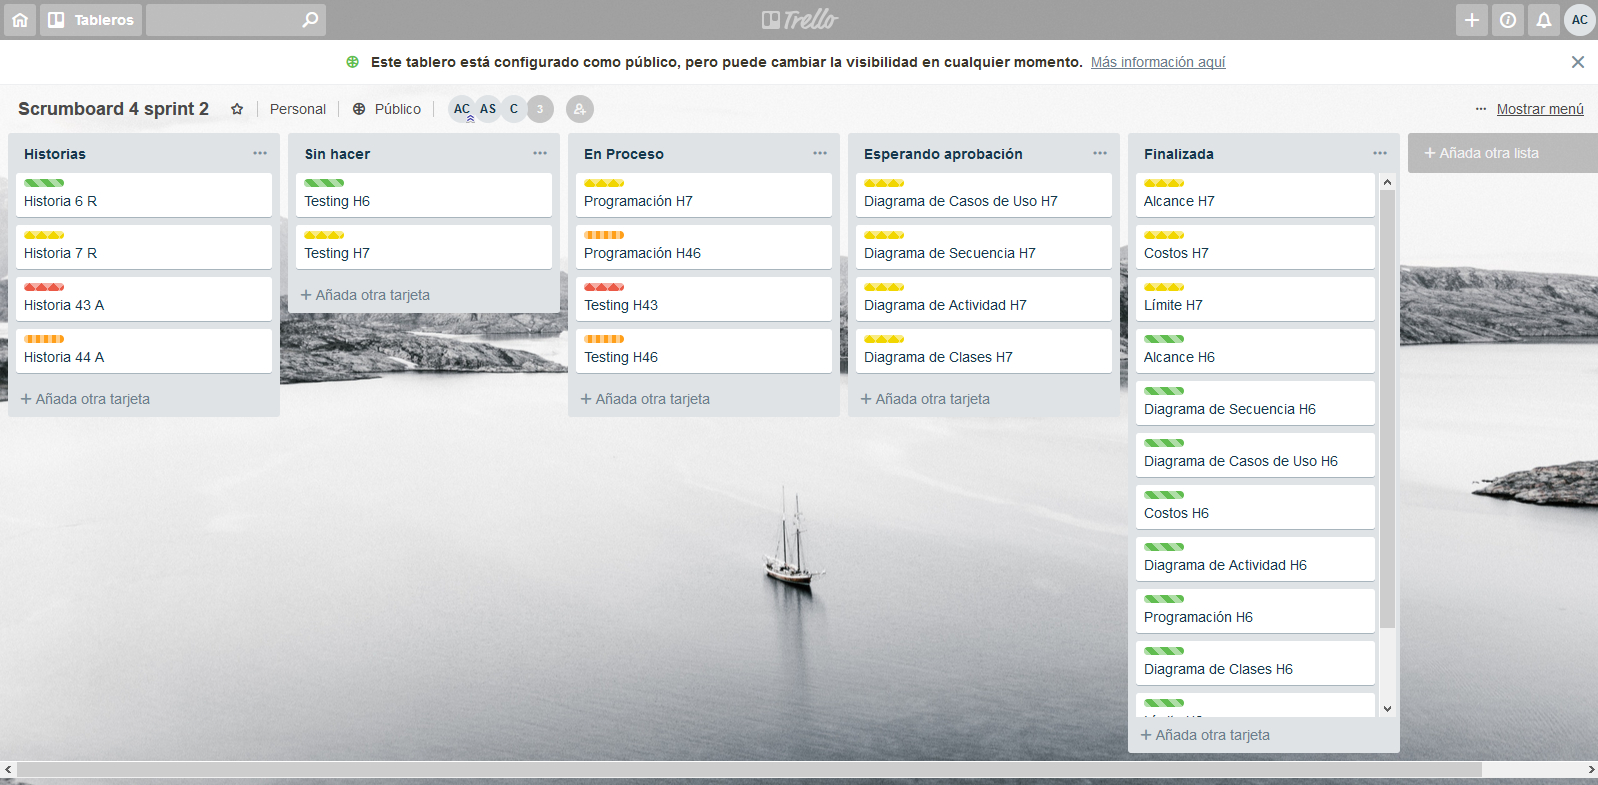 Tableros
Trello
AC
Este tablero está configurado como público, pero puede cambiar la visibilidad en cualquier momento. Más información aquí
Scrumboard 4 sprint 2
Personal
Público
AC AS C 3
Mostrar menú
Historias
Historia 6 R
Historia 7 R
Historia 43 A
Historia 44 A
+ Añada otra tarjeta
Sin hacer
Testing H6
Testing H7
+ Añada otra tarjeta
En Proceso
Programación H7
Programación H46
Testing H43
Testing H46
+ Añada otra tarjeta
Esperando aprobación
Diagrama de Casos de Uso H7
Diagrama de Secuencia H7
Diagrama de Actividad H7
Diagrama de Clases H7
+ Añada otra tarjeta
Finalizada
Alcance H7
Costos H7
Límite H7
Alcance H6
Diagrama de Secuencia H6
Diagrama de Casos de Uso H6
Costos H6
Diagrama de Actividad H6
Programación H6
Diagrama de Clases H6
+ Añada otra tarjeta
+ Añada otra lista